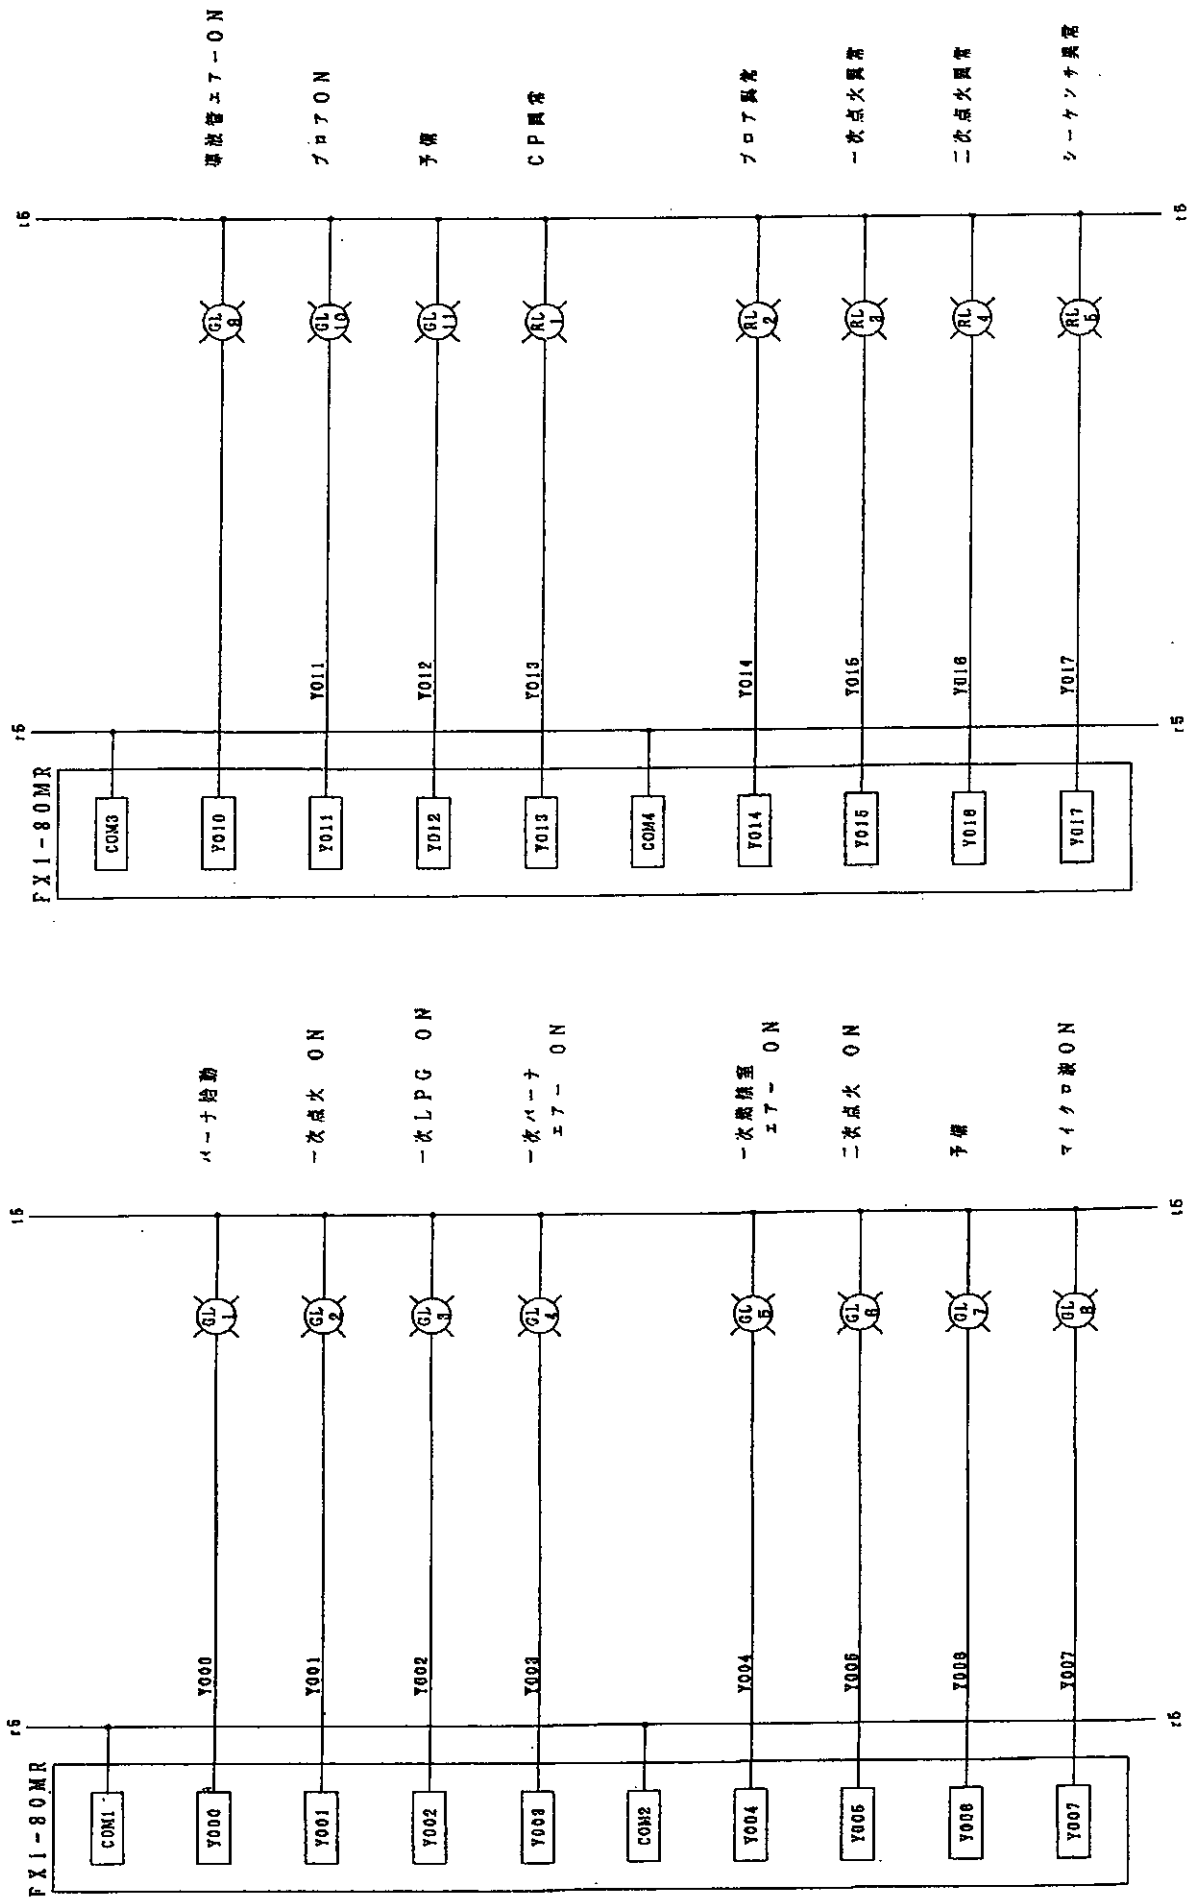 FX1-80MR
r5
t5
COM1
Y000
Y000
GL
1
バーナ始動
Y001
Y001
GL
2
一次点火 ON
Y002
Y002
GL
3
一次LPG ON
Y003
Y003
GL
4
一次バーナ
エアー ON
COM2
Y004
Y004
GL
5
一次燃焼室
エアー ON
Y005
Y005
GL
6
二次点火 ON
Y006
Y006
GL
7
予備
Y007
Y007
GL
8
マイクロ波ON
r5
t5
FX1-80MR
r5
t5
COM3
Y010
GL
9
導波管エアーON
Y011
Y011
GL
10
ブロアON
Y012
Y012
GL
11
予備
Y013
Y013
RL
1
CP異常
COM4
Y014
Y014
RL
2
ブロア異常
Y015
Y015
RL
3
一次点火異常
Y016
Y016
RL
4
二次点火異常
Y017
Y017
RL
5
シーケンサ異常
r5
t5